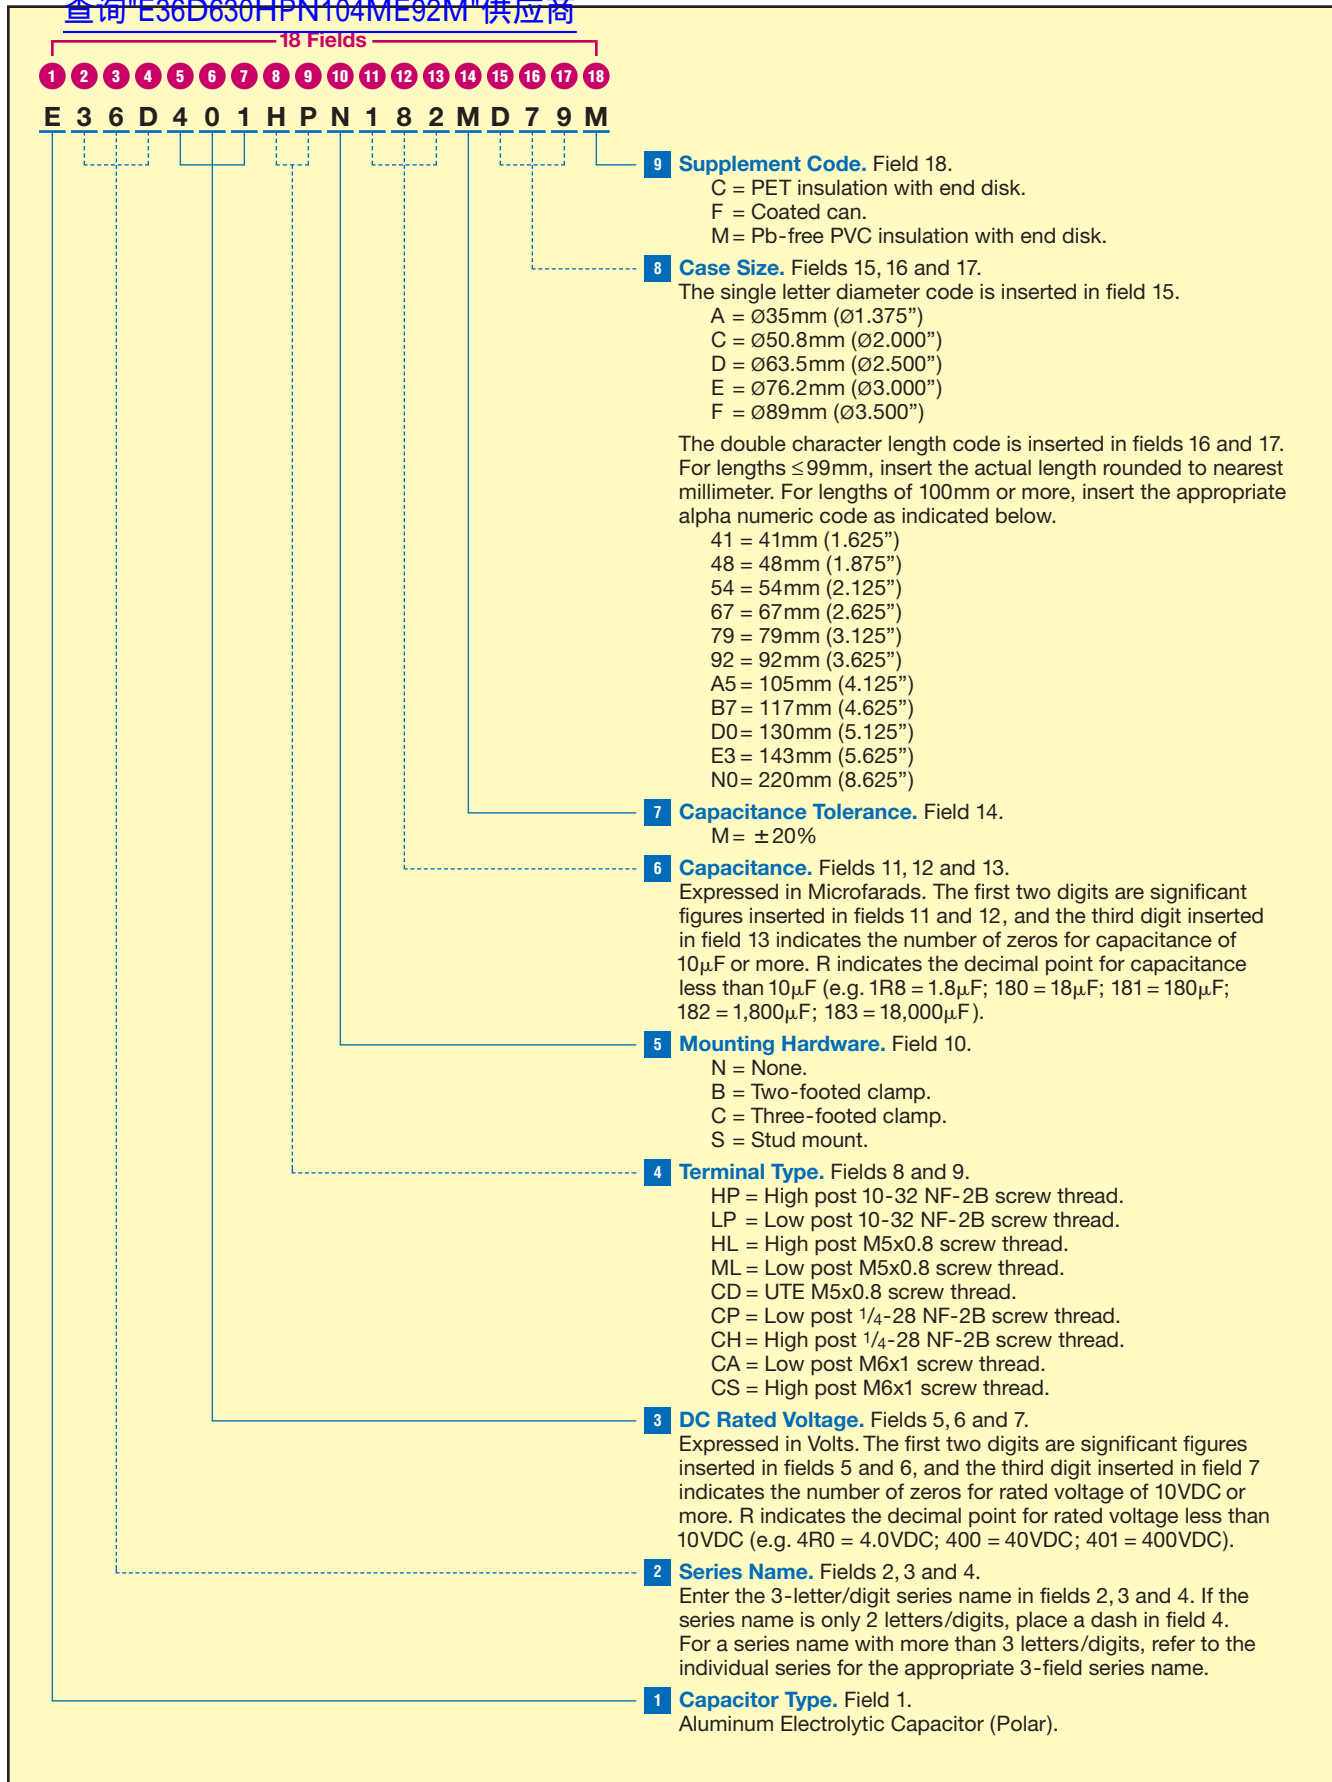 查询"E36D630HPN104ME92M"供应商
18 Fields
1 2 3 4 5 6 7 8 9 10 11 12 13 14 15 16 17 18
E 3 6 D 4 0 1 H P N 1 8 2 M D 7 9 M
9 Supplement Code. Field 18.
C = PET insulation with end disk.
F = Coated can.
M = Pb-free PVC insulation with end disk.
8 Case Size. Fields 15, 16 and 17.
The single letter diameter code is inserted in field 15.
A = Ø35mm (Ø1.375”)
C = Ø50.8mm (Ø2.000”)
D = Ø63.5mm (Ø2.500”)
E = Ø76.2mm (Ø3.000”)
F = Ø89mm (Ø3.500”)
The double character length code is inserted in fields 16 and 17.
For lengths ≤99mm, insert the actual length rounded to nearest
millimeter. For lengths of 100mm or more, insert the appropriate
alpha numeric code as indicated below.
41 = 41mm (1.625”)
48 = 48mm (1.875”)
54 = 54mm (2.125”)
67 = 67mm (2.625”)
79 = 79mm (3.125”)
92 = 92mm (3.625”)
A5 = 105mm (4.125”)
B7 = 117mm (4.625”)
D0 = 130mm (5.125”)
E3 = 143mm (5.625”)
N0 = 220mm (8.625”)
7 Capacitance Tolerance. Field 14.
M = ±20%
6 Capacitance. Fields 11, 12 and 13.
Expressed in Microfarads. The first two digits are significant
figures inserted in fields 11 and 12, and the third digit inserted
in field 13 indicates the number of zeros for capacitance of
10µF or more. R indicates the decimal point for capacitance
less than 10µF (e.g. 1R8 = 1.8µF; 180 = 18µF; 181 = 180µF;
182 = 1,800µF; 183 = 18,000µF).
5 Mounting Hardware. Field 10.
N = None.
B = Two-footed clamp.
C = Three-footed clamp.
S = Stud mount.
4 Terminal Type. Fields 8 and 9.
HP = High post 10-32 NF-2B screw thread.
LP = Low post 10-32 NF-2B screw thread.
HL = High post M5x0.8 screw thread.
ML = Low post M5x0.8 screw thread.
CD = UTE M5x0.8 screw thread.
CP = Low post 1/4-28 NF-2B screw thread.
CH = High post 1/4-28 NF-2B screw thread.
CA = Low post M6x1 screw thread.
CS = High post M6x1 screw thread.
3 DC Rated Voltage. Fields 5, 6 and 7.
Expressed in Volts. The first two digits are significant figures
inserted in fields 5 and 6, and the third digit inserted in field 7
indicates the number of zeros for rated voltage of 10VDC or
more. R indicates the decimal point for rated voltage less than
10VDC (e.g. 4R0 = 4.0VDC; 400 = 40VDC; 401 = 400VDC).
2 Series Name. Fields 2, 3 and 4.
Enter the 3-letter/digit series name in fields 2, 3 and 4. If the
series name is only 2 letters/digits, place a dash in field 4.
For a series name with more than 3 letters/digits, refer to the
individual series for the appropriate 3-field series name.
1 Capacitor Type. Field 1.
Aluminum Electrolytic Capacitor (Polar).